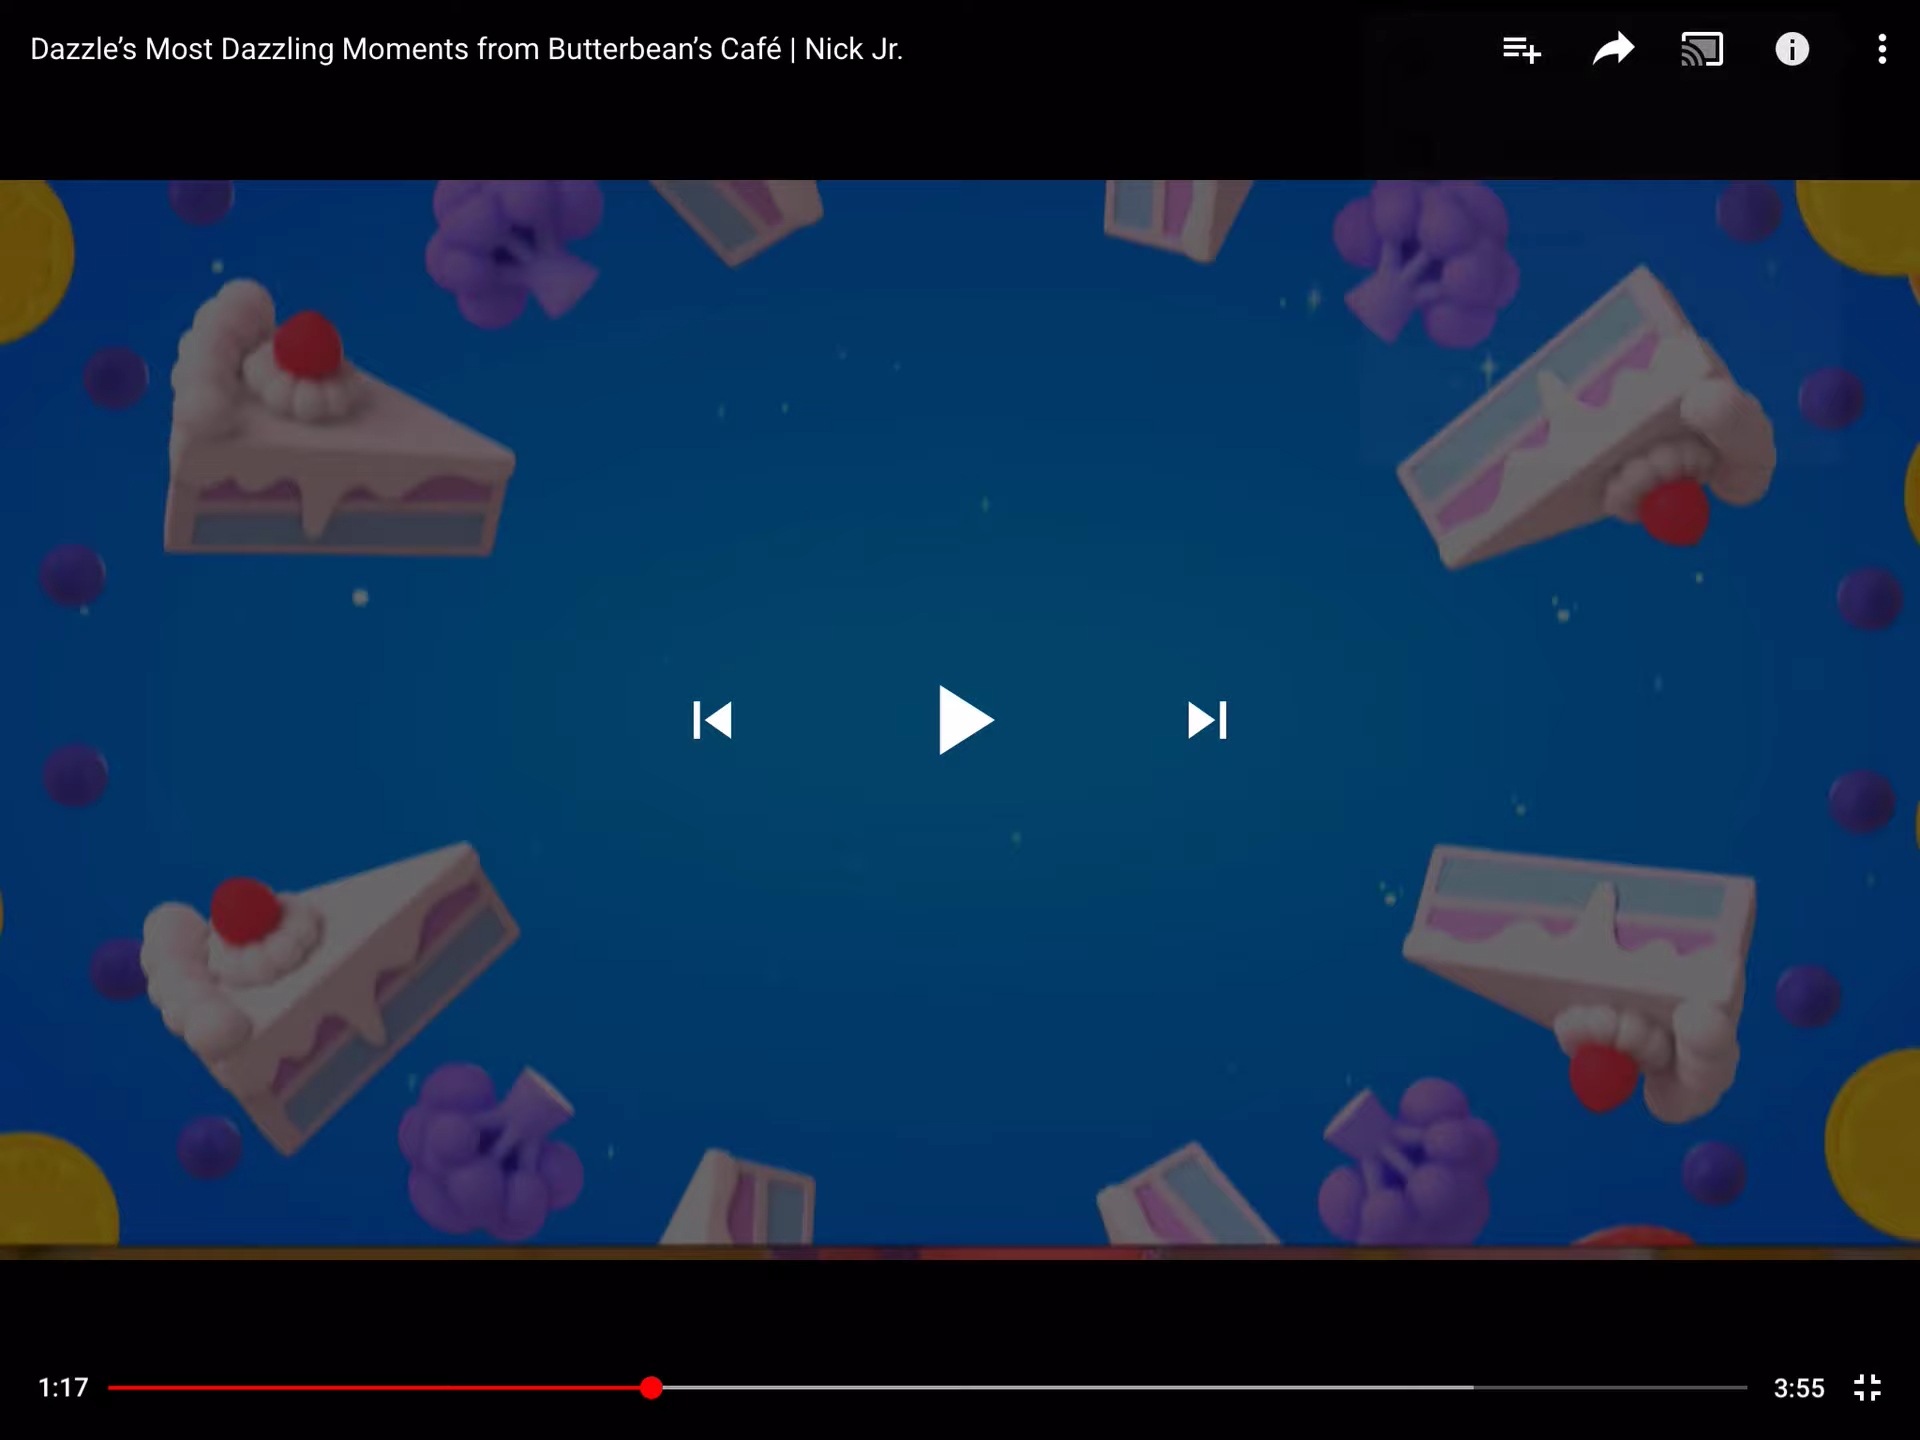 Dazzle’s Most Dazzling Moments from Butterbean’s Café | Nick Jr.
1:17
3:55